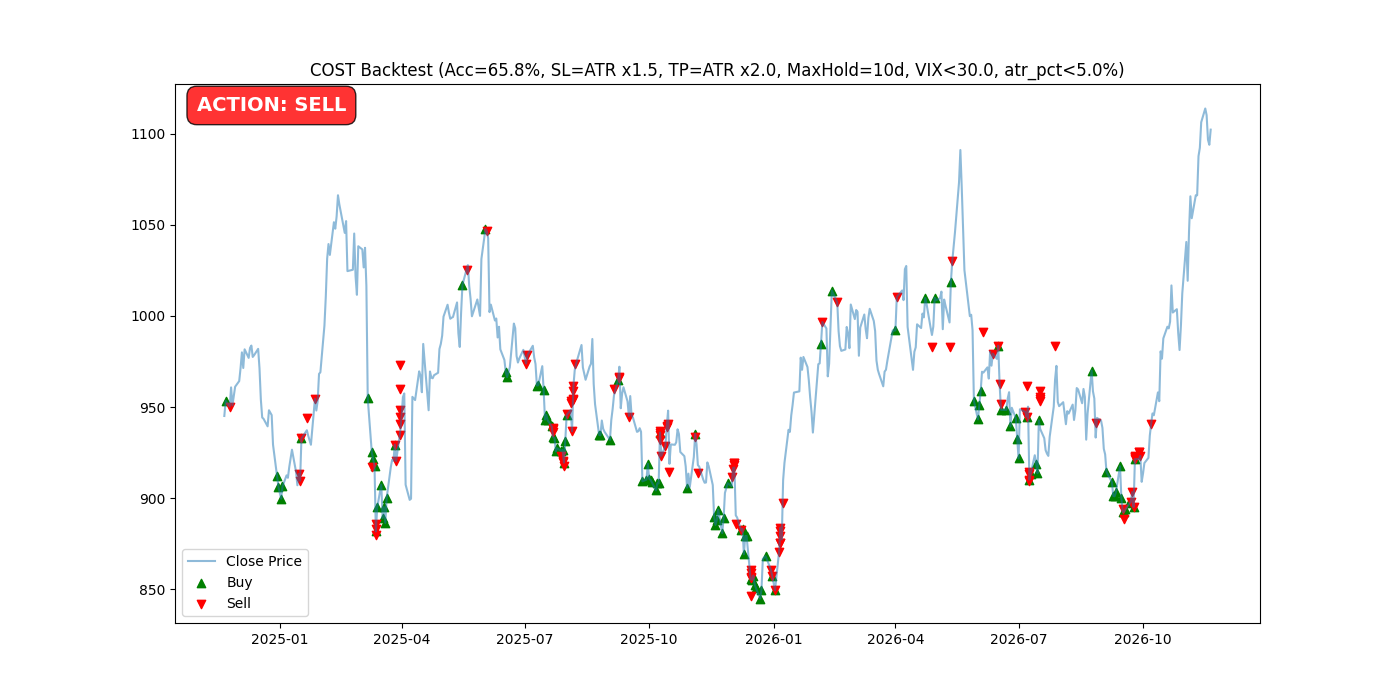 COST Backtest (Acc=65.8%, SL=ATR x1.5, TP=ATR x2.0, MaxHold=10d, VIX<30.0, atr_pct<5.0%)
ACTION: SELL
1100
1050
1000
950
900
850
Close Price
Buy
Sell
2025-01
2025-04
2025-07
2025-10
2026-01
2026-04
2026-07
2026-10